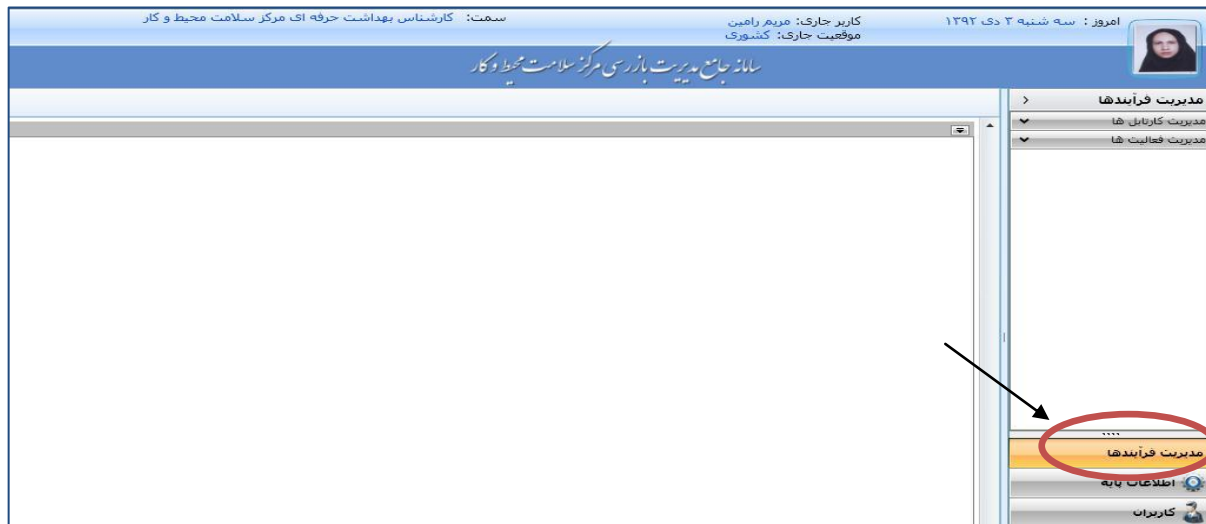 امروز : سه شنبه ۳ دی ۱۳۹۲
کاربر جاری: مریم رامین
موقعیت جاری: کشوری
سمت: کارشناس بهداشت حرفه ای مرکز سلامت محیط و کار
سامانه جامع مدیریت بازرسی مرکز سلامت محیط و کار
مدیریت فرآیندها
مدیریت کارتابل ها
مدیریت فعالیت ها
مدیریت فرآیندها
اطلاعات پایه
کاربران